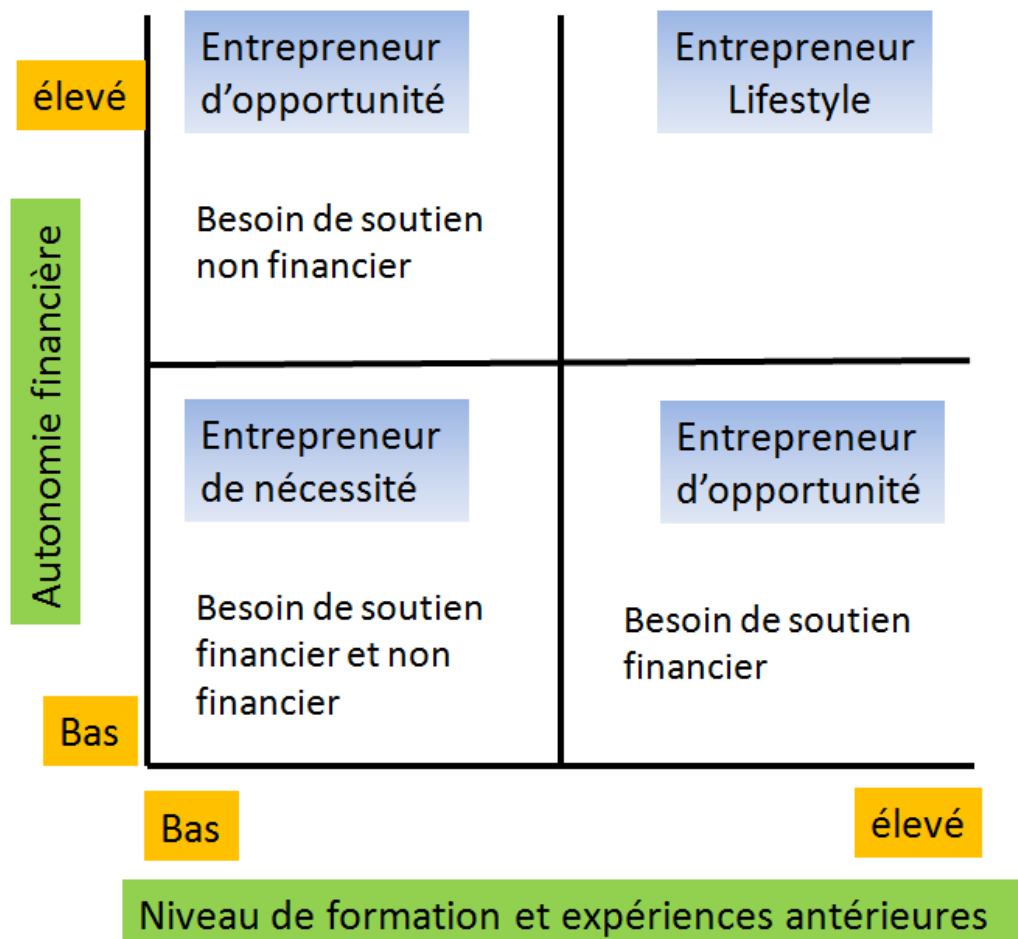 Entrepreneur
d'opportunité
Entrepreneur
Lifestyle
élevé
Besoin de soutien
non financier
Autonomie financière
Entrepreneur
de nécessité
Entrepreneur
d'opportunité
Besoin de soutien
financier et non
financier
Besoin de soutien
financier
Bas
Bas
élevé
Niveau de formation et expériences antérieures